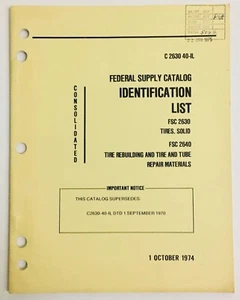 C 2630 40-IL
FEDERAL SUPPLY CATALOG
IDENTIFICATION
LIST
CONSOLIDATED
FSC 2630
TIRES, SOLID
FSC 2640
TIRE REBUILDING AND TIRE AND TUBE
REPAIR MATERIALS
IMPORTANT NOTICE
THIS CATALOG SUPERSEDES:
C2630-40-IL DTD 1 SEPTEMBER 1970
1 OCTOBER 1974